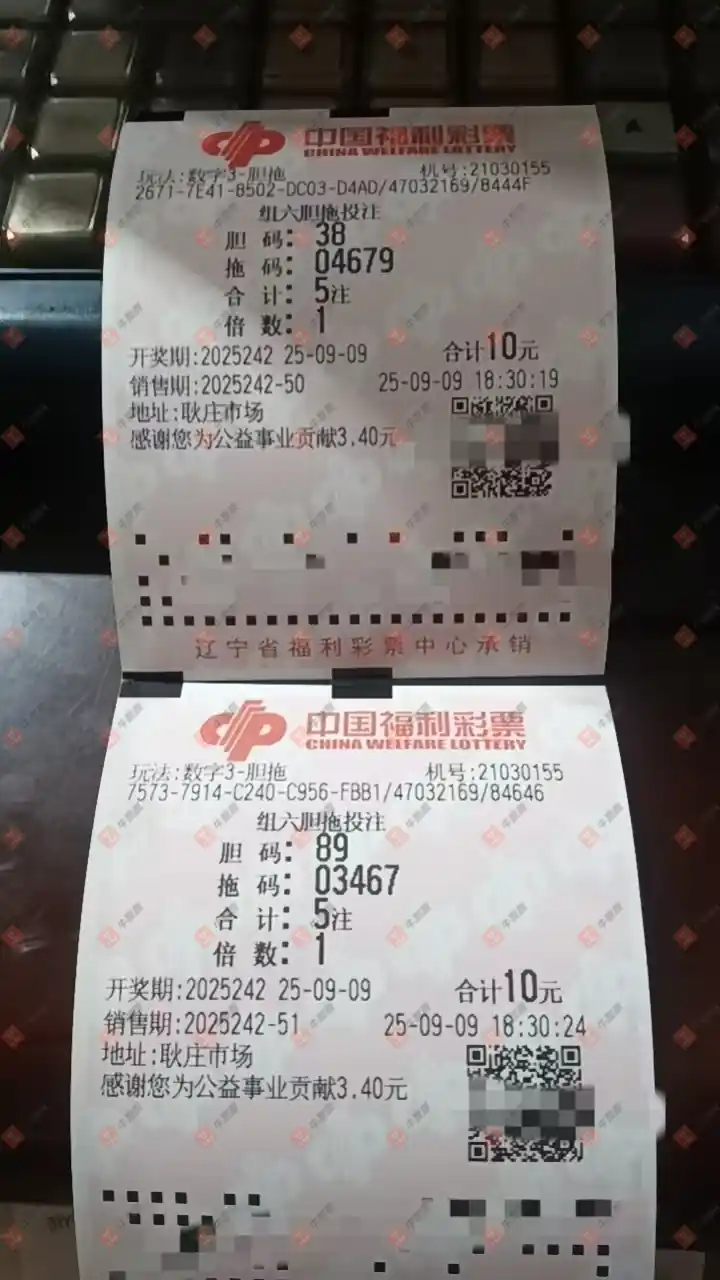 中国福利彩票
CHINA WELFARE LOTTERY
玩法:数字3-胆拖 机号:21030155
2671-7E41-8502-DC03-D4AD/47032169/8444F
组六胆拖投注
胆 码: 38
拖 码: 04679
合 计: 5注
倍 数: 1
开奖期:2025242 25-09-09 合计10元
销售期:2025242-50 25-09-09 18:30:19
地址:耿庄市场
感谢您为公益事业贡献3.40元
辽宁省福利彩票中心承销
中国福利彩票
CHINA WELFARE LOTTERY
玩法:数字3-胆拖 机号:21030155
7573-7914-C240-C956-FBB1/47032169/84646
组六胆拖投注
胆 码: 89
拖 码: 03467
合 计: 5注
倍 数: 1
开奖期:2025242 25-09-09 合计10元
销售期:2025242-51 25-09-09 18:30:24
地址:耿庄市场
感谢您为公益事业贡献3.40元